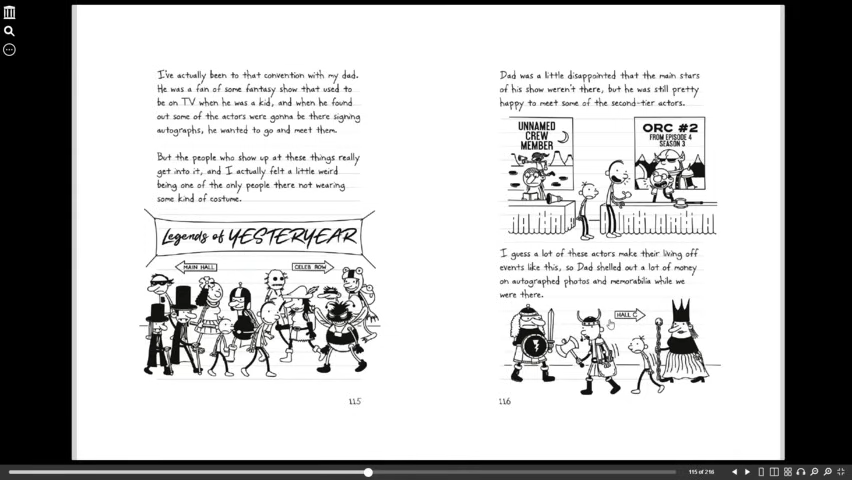 I've actually been to that convention with my dad.
He was a fan of some fantasy show that used to
be on TV when he was a kid, and when he found
out some of the actors were gonna be there signing
autographs, he wanted to go and meet them.
But the people who show up at these things really
get into it, and I actually felt a little weird
being one of the only people there not wearing
some kind of costume.
Legends of YESTERYEAR
MAIN HALL
CELEB ROW
115
Dad was a little disappointed that the main stars
of his show weren't there, but he was still pretty
happy to meet some of the second-tier actors.
UNNAMED
CREW
MEMBER
ORC #2
FROM EPISODE 4
SEASON 3
I guess a lot of these actors make their living off
events like this, so Dad shelled out a lot of money
on autographed photos and memorabilia while we
were there.
HALL C
116
115 of 216